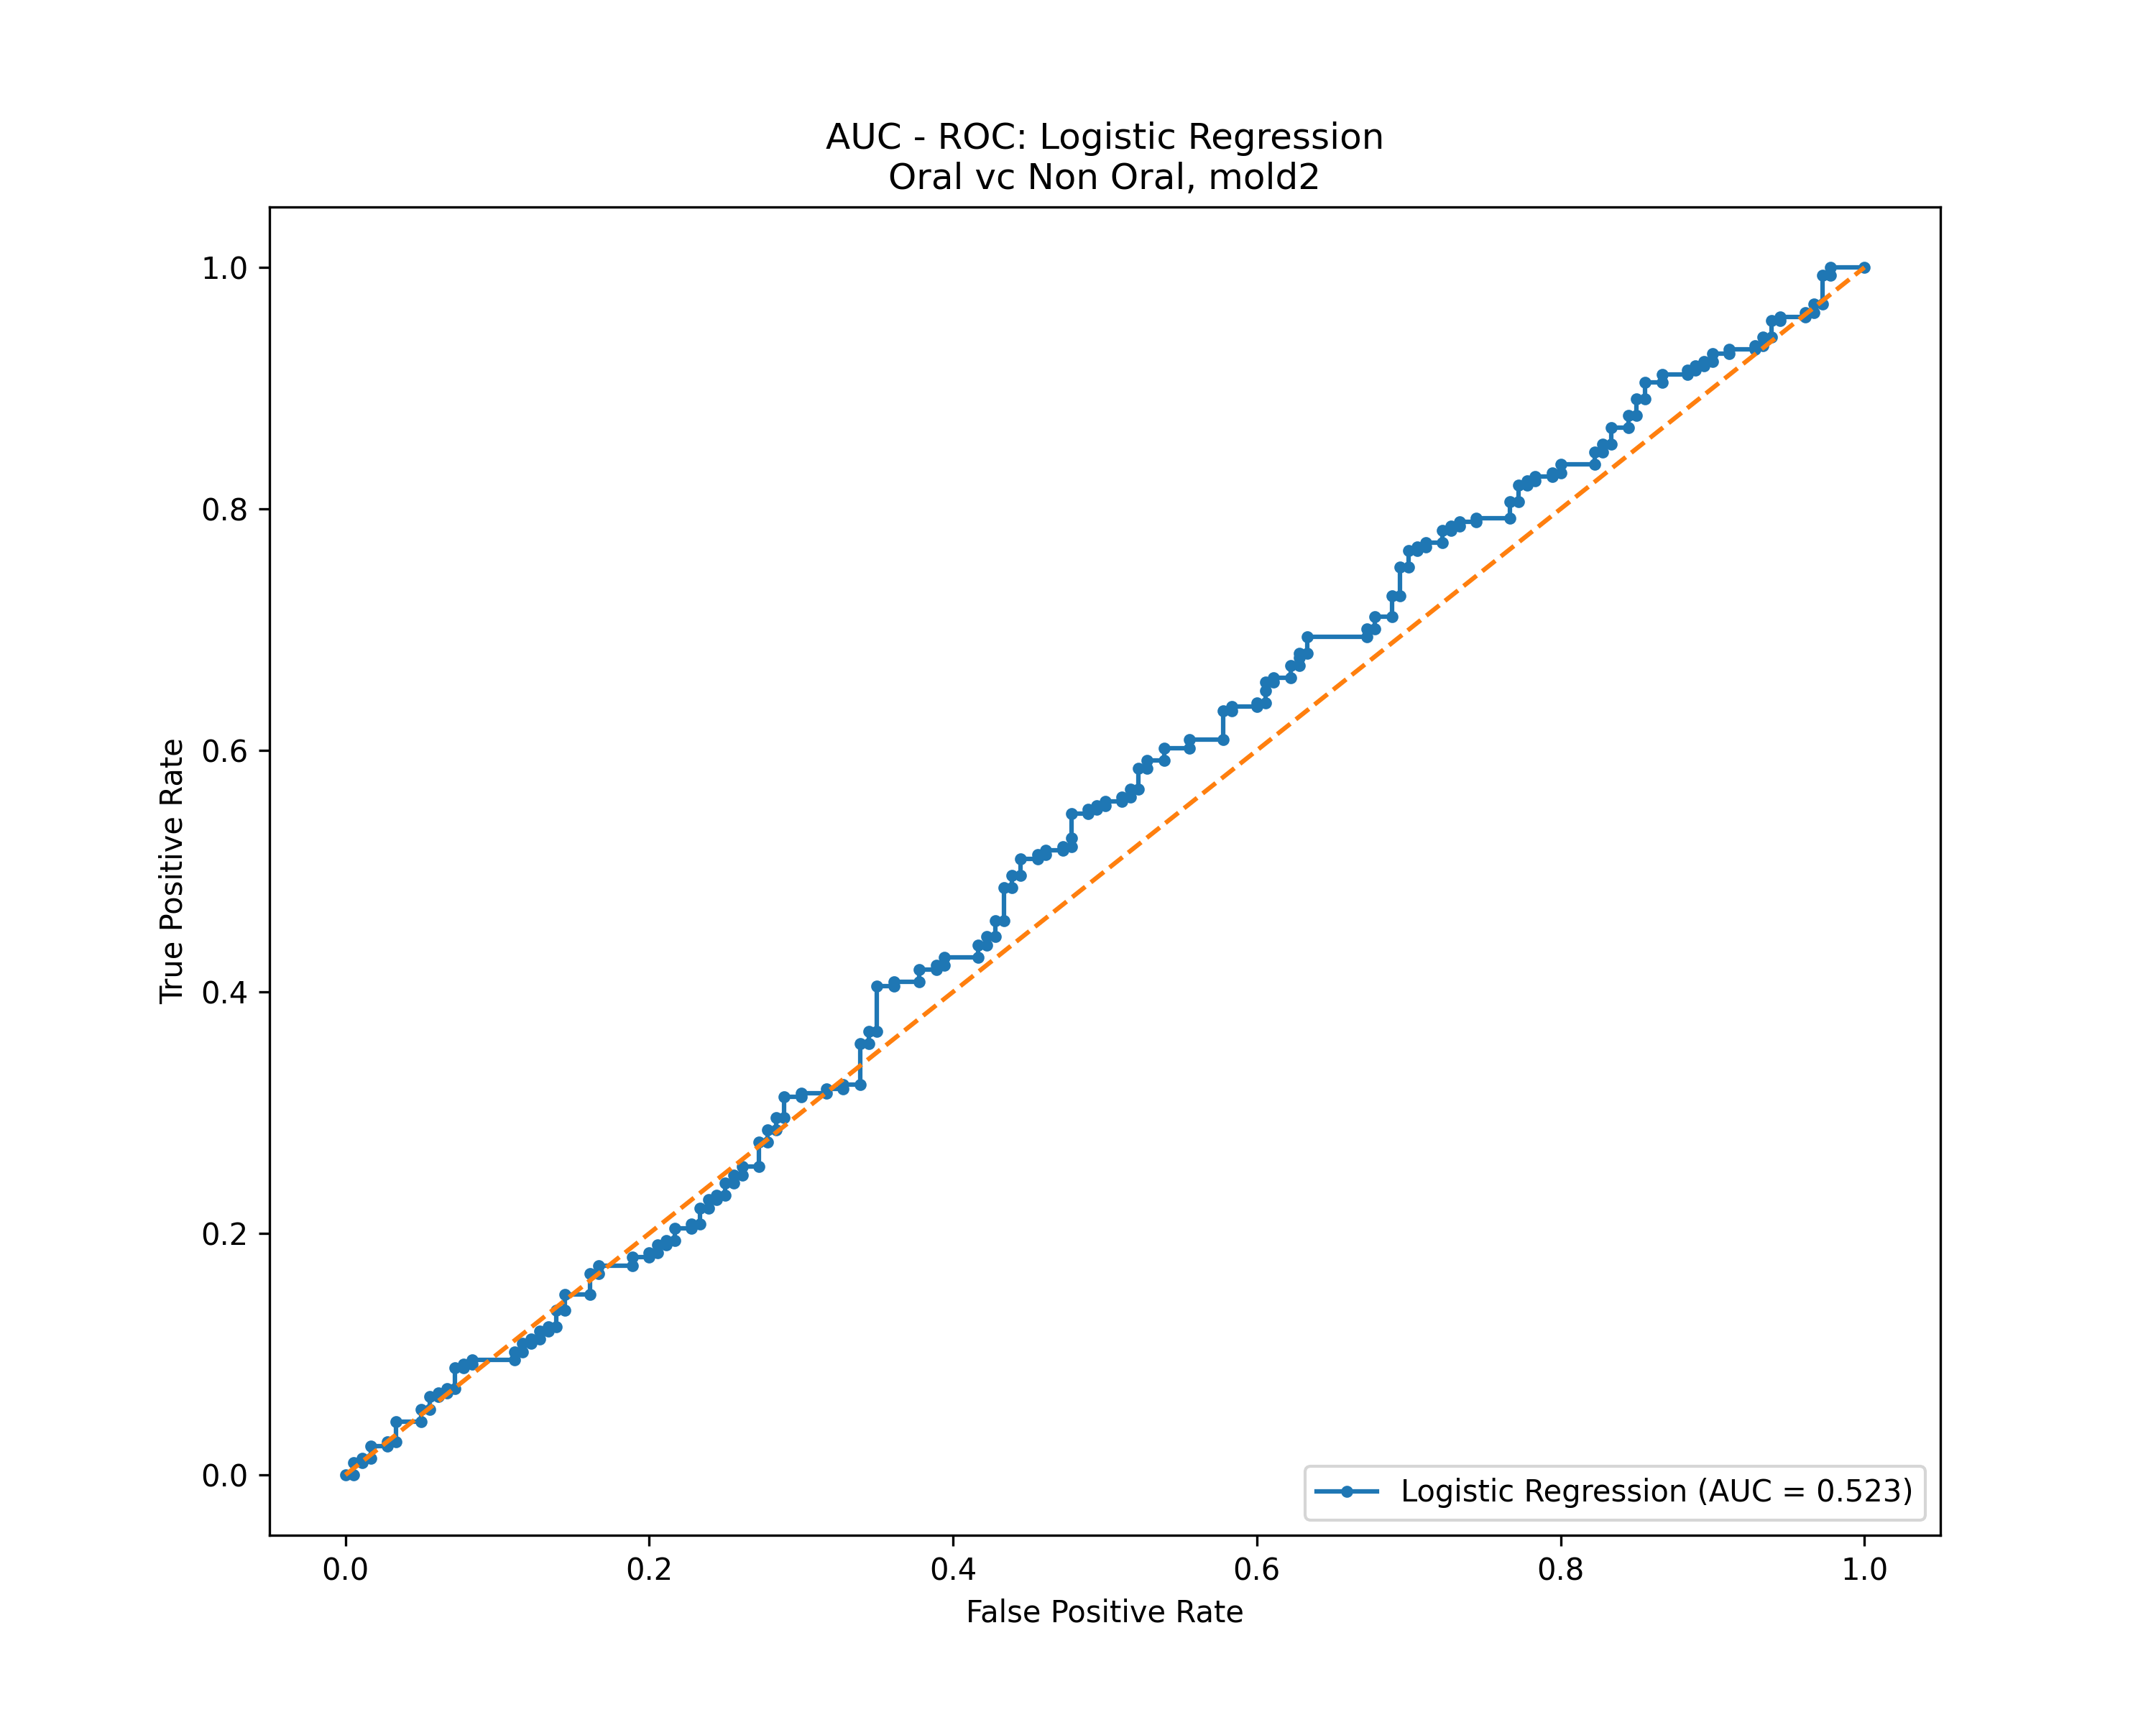 AUC - ROC: Logistic Regression
Oral vc Non Oral, mold2
True Positive Rate
1.0
0.8
0.6
0.4
0.2
0.0
Logistic Regression (AUC = 0.523)
0.0 0.2 0.4 0.6 0.8 1.0
False Positive Rate